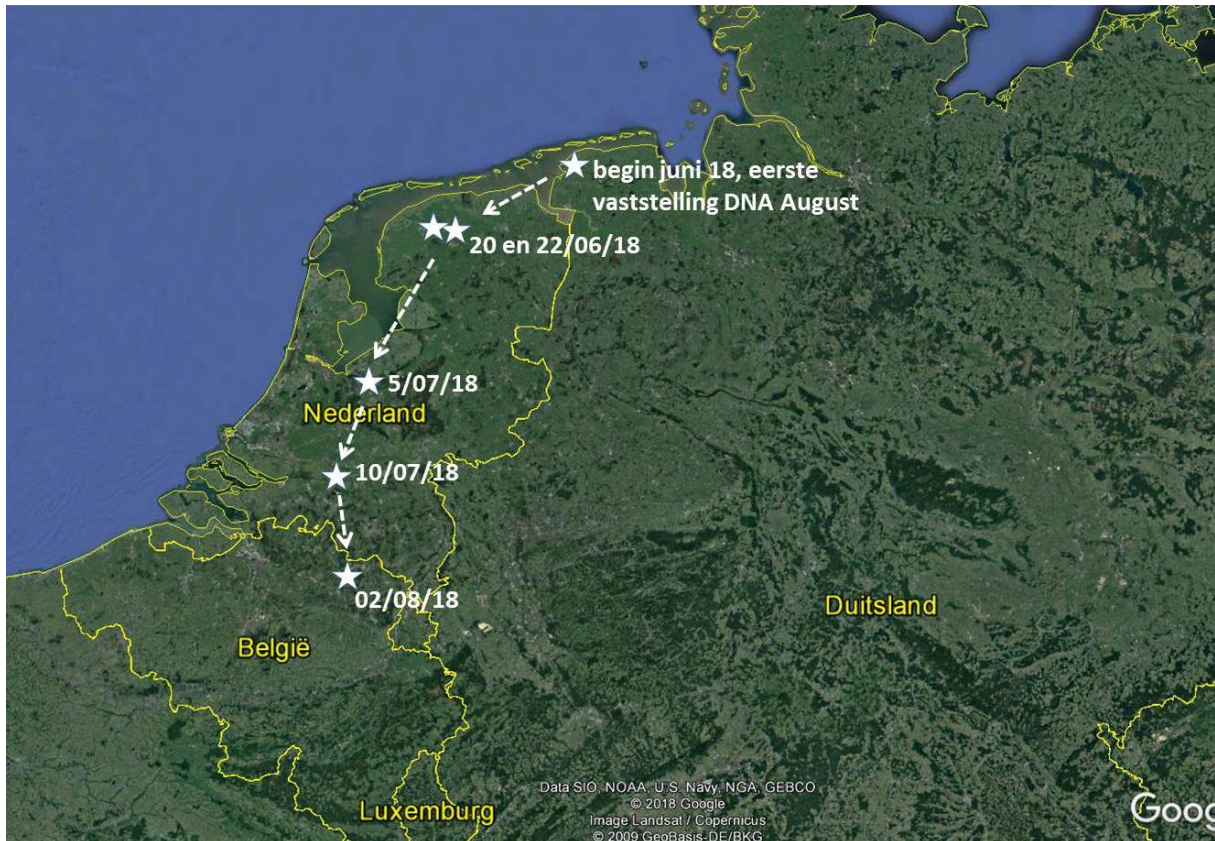 begin juni 18, eerste
vaststelling DNA August
20 en 22/06/18
5/07/18
Nederland
10/07/18
02/08/18
Duitsland
België
Data SIO, NOAA, U.S. Navy, NGA, GEBCO
© 2018 Google
Image Landsat / Copernicus
© 2009 GeoBasis-DE/BKG
Luxemburg
Goog